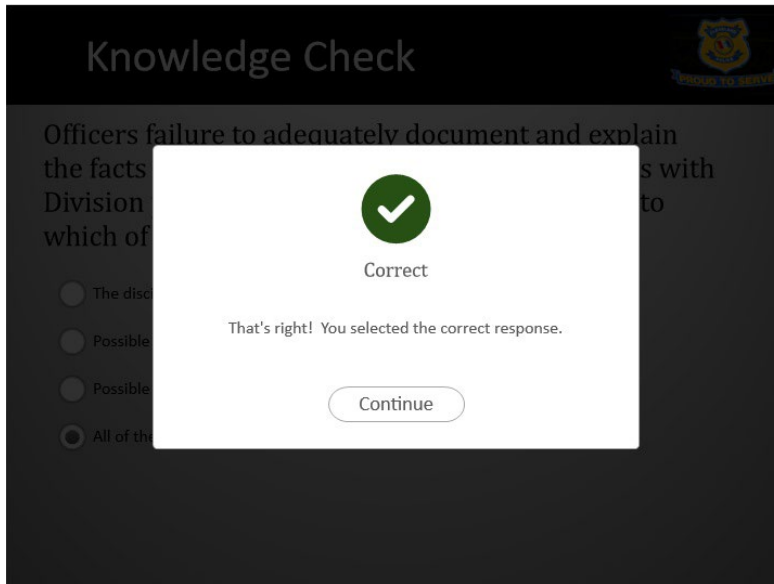 Knowledge Check
PROUD TO SERVE
Officers failure to adequately document and explain
the facts s with
Division to
which of
The disci
Possible
Possible
All of the
Correct
That's right! You selected the correct response.
Continue